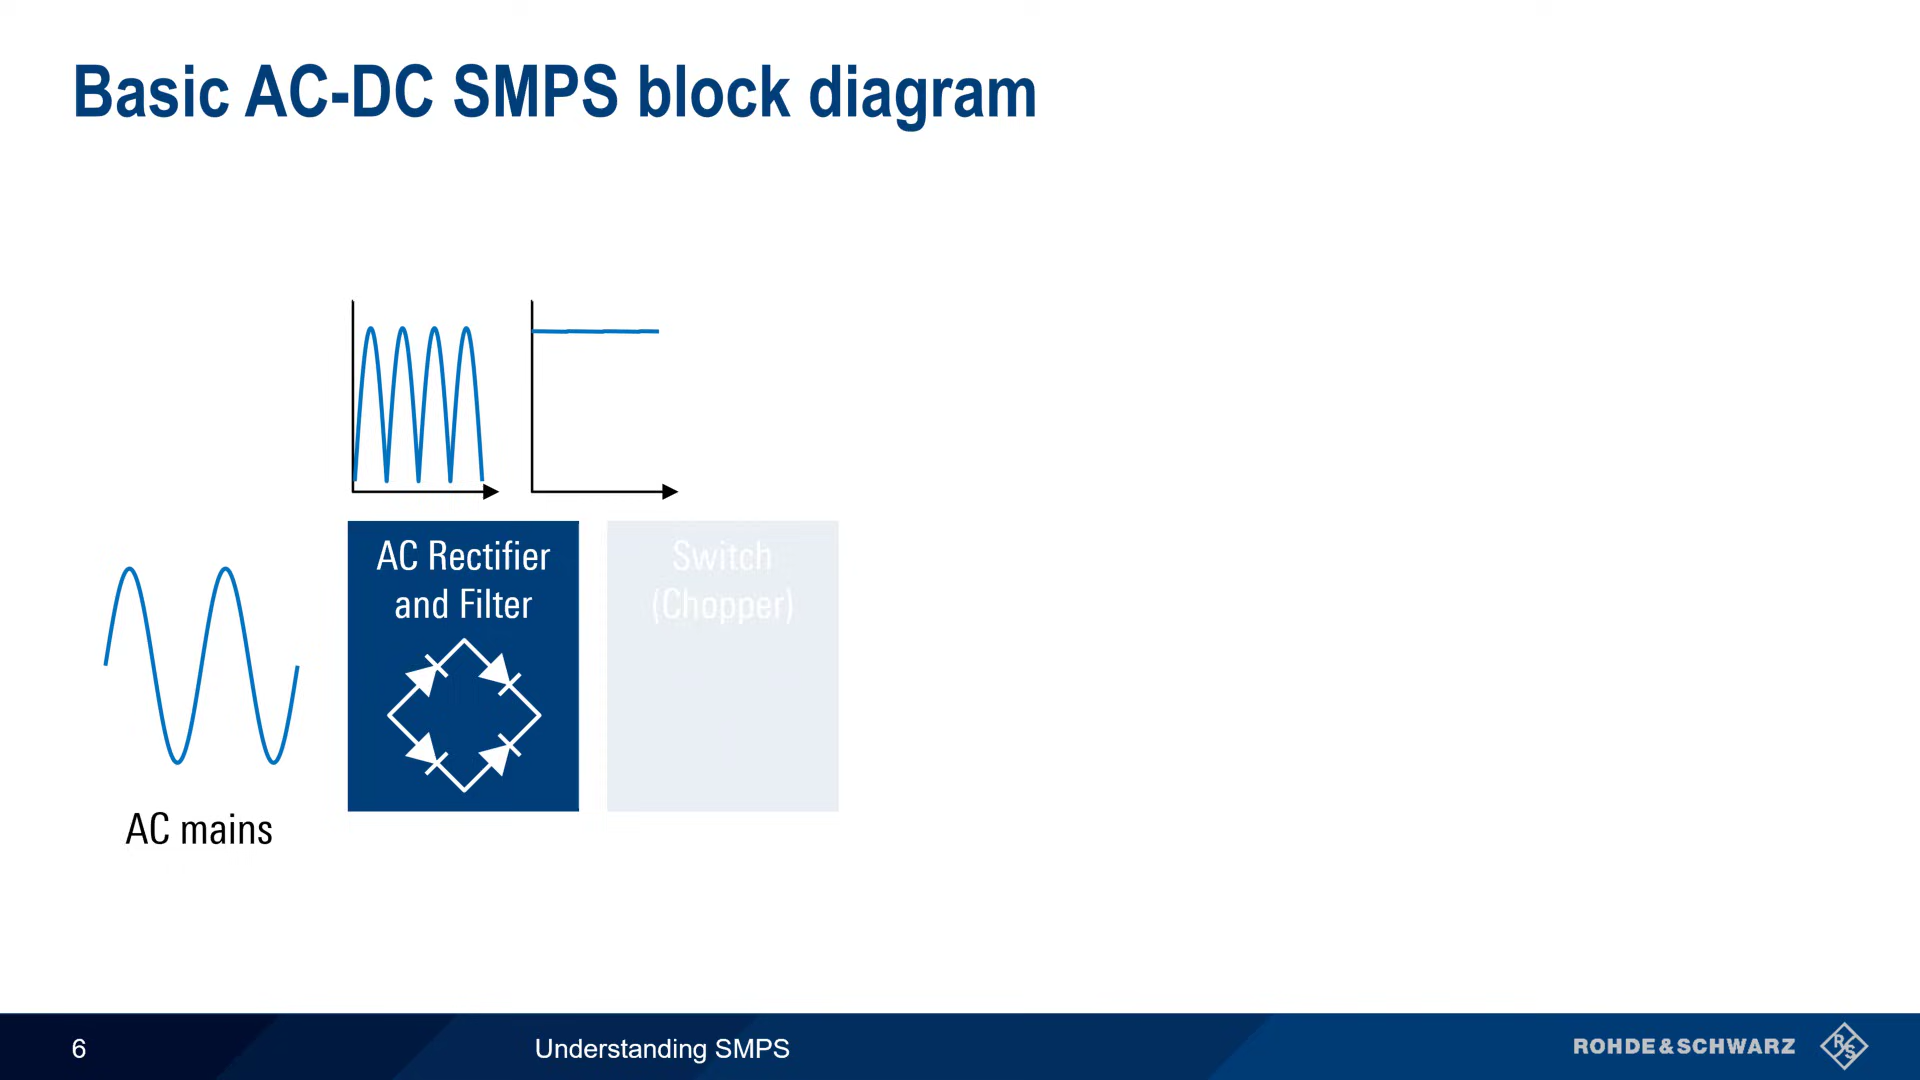 Basic AC-DC SMPS block diagram
AC Rectifier
and Filter
Switch
(Chopper)
AC mains
6
Understanding SMPS
ROHDE&SCHWARZ
R&S